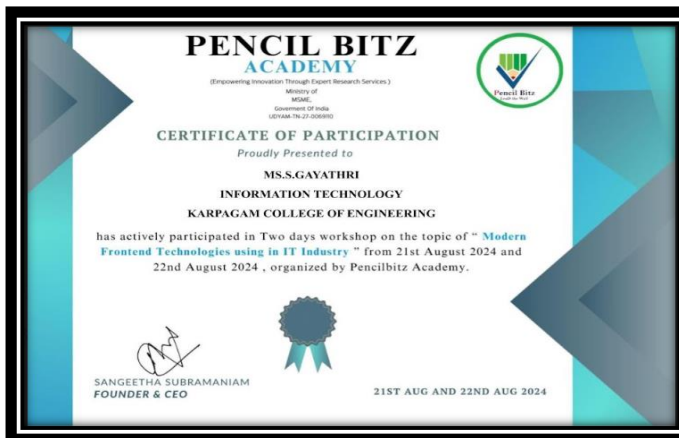 PENCIL BITZ
ACADEMY
(Empowering Innovation Through Expert Research Services )
Ministry of
MSME,
Goverment Of India
Pencil Bitz
CERTIFICATE OF PARTICIPATION
Proudly Presented to
MS.S.GAYATHRI
INFORMATION TECHNOLOGY
KARPAGAM COLLEGE OF ENGINEERING
has actively participated in Two days workshop on the topic of “ Modern
Frontend Technologies using in IT Industry ” from 21st August 2024 and
22nd August 2024 , organized by Pencilbitz Academy.
SANGEETHA SUBRAMANIAM
FOUNDER & CEO
21ST AUG AND 22ND AUG 2024